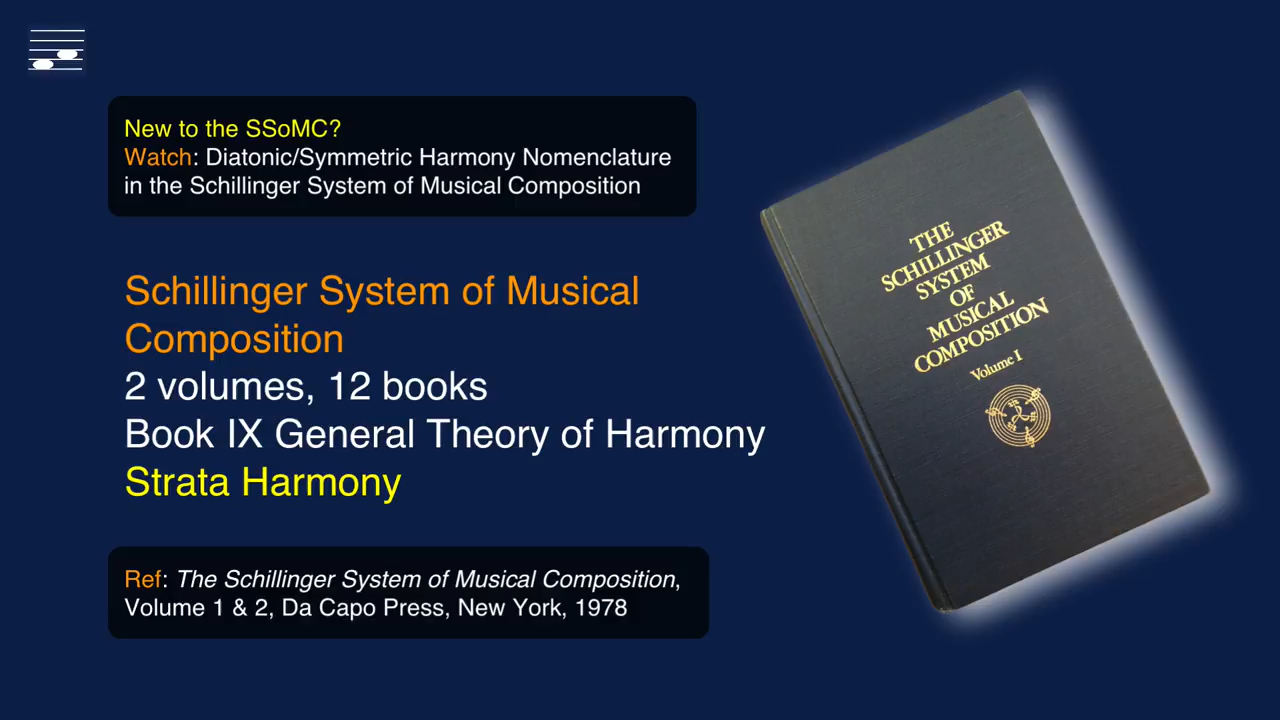 New to the SSoMC?
Watch: Diatonic/Symmetric Harmony Nomenclature
in the Schillinger System of Musical Composition
Schillinger System of Musical
Composition
2 volumes, 12 books
Book IX General Theory of Harmony
Strata Harmony
Ref: The Schillinger System of Musical Composition,
Volume 1 & 2, Da Capo Press, New York, 1978
THE
SCHILLINGER
SYSTEM
OF
MUSICAL
COMPOSITION
Volume I